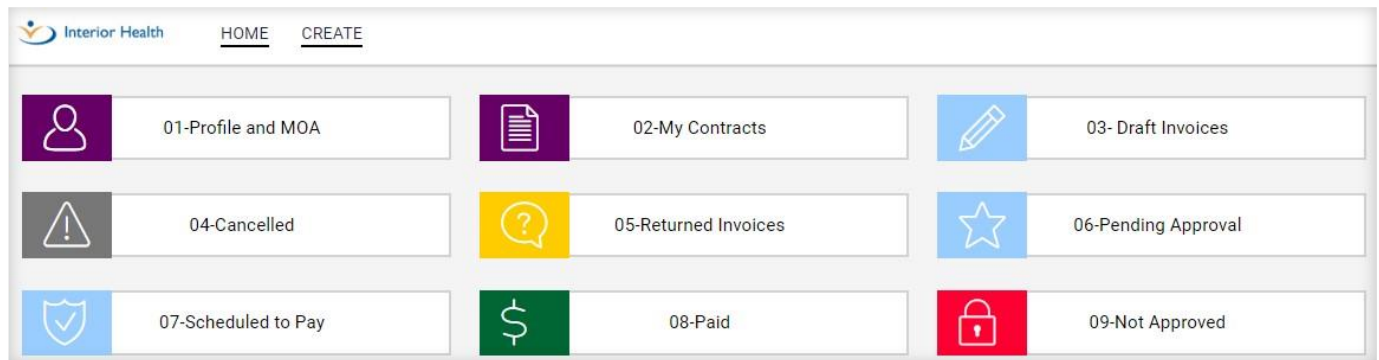 Interior Health HOME CREATE
01-Profile and MOA 02-My Contracts 03- Draft Invoices
04-Cancelled 05-Returned Invoices 06-Pending Approval
07-Scheduled to Pay 08-Paid 09-Not Approved